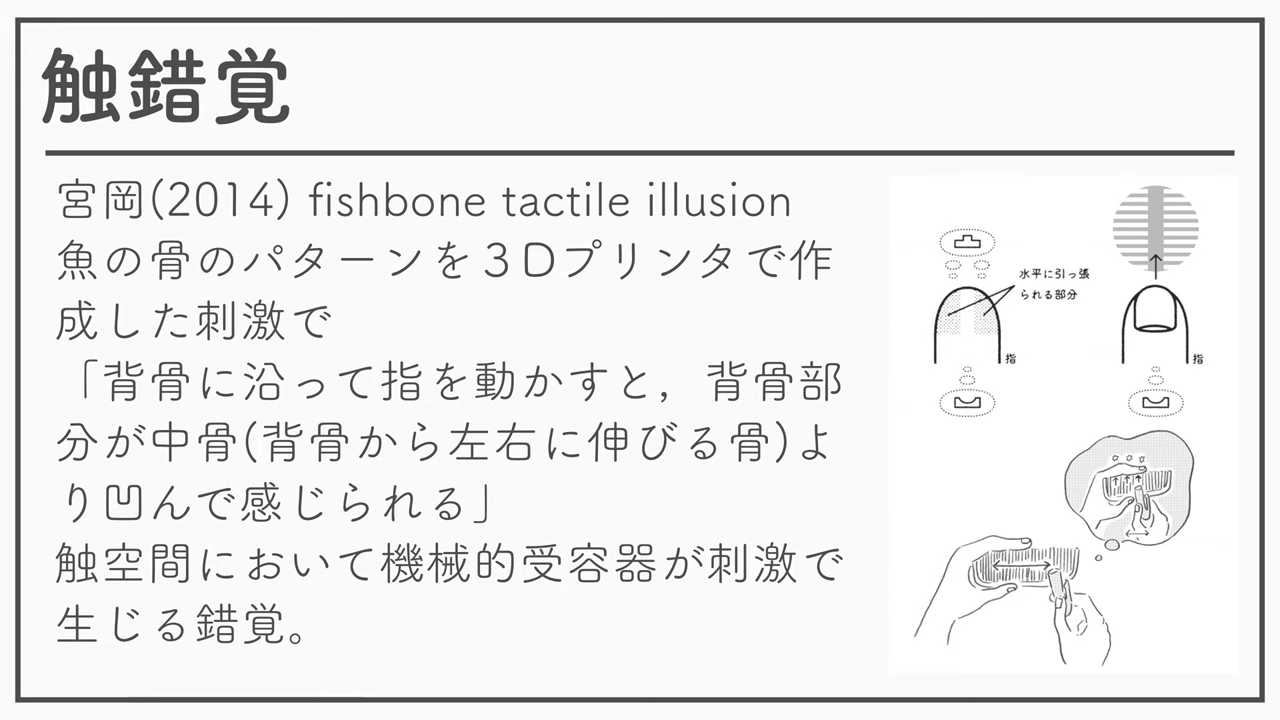 触錯覚
宮岡(2014) fishbone tactile illusion
魚の骨のパターンを３Dプリンタで作
成した刺激で
「背骨に沿って指を動かすと，背骨部
分が中骨(背骨から左右に伸びる骨)よ
り凹んで感じられる」
触空間において機械的受容器が刺激で
生じる錯覚。
水平に引っ張
られる部分
指
指